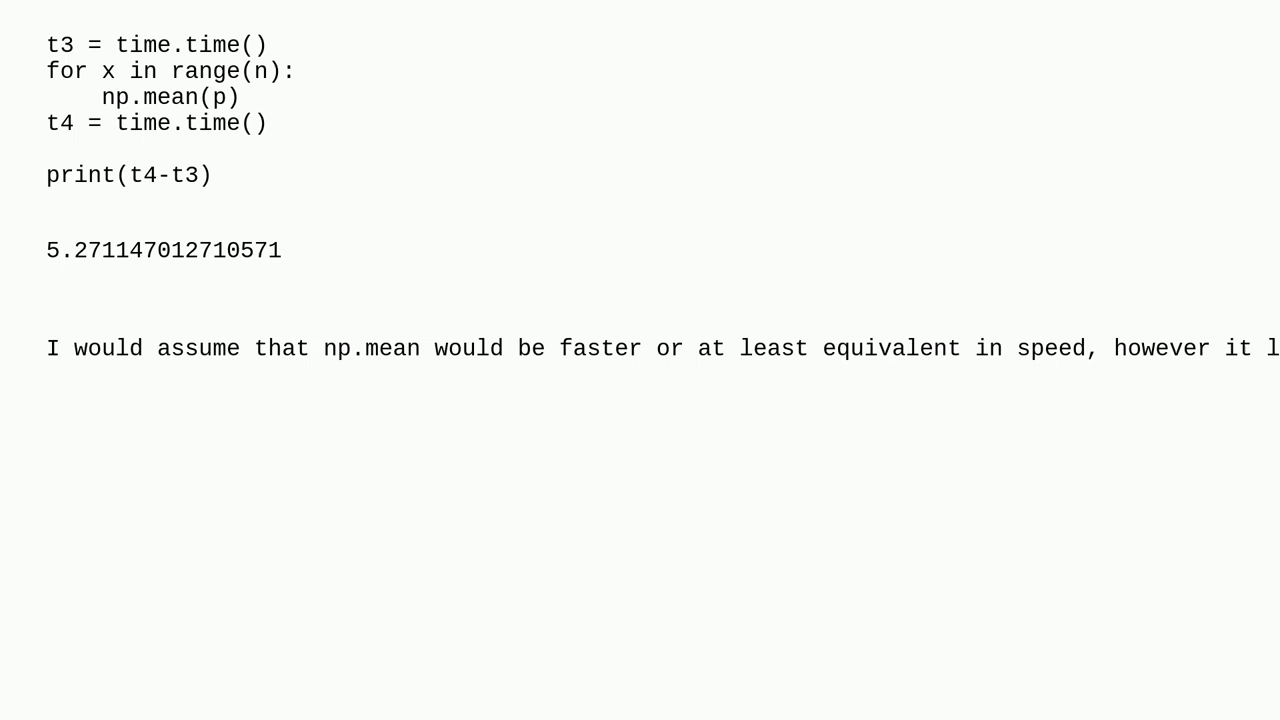 t3 = time.time()
for x in range(n):
    np.mean(p)
t4 = time.time()
print(t4-t3)
5.271147012710571
I would assume that np.mean would be faster or at least equivalent in speed, however it l